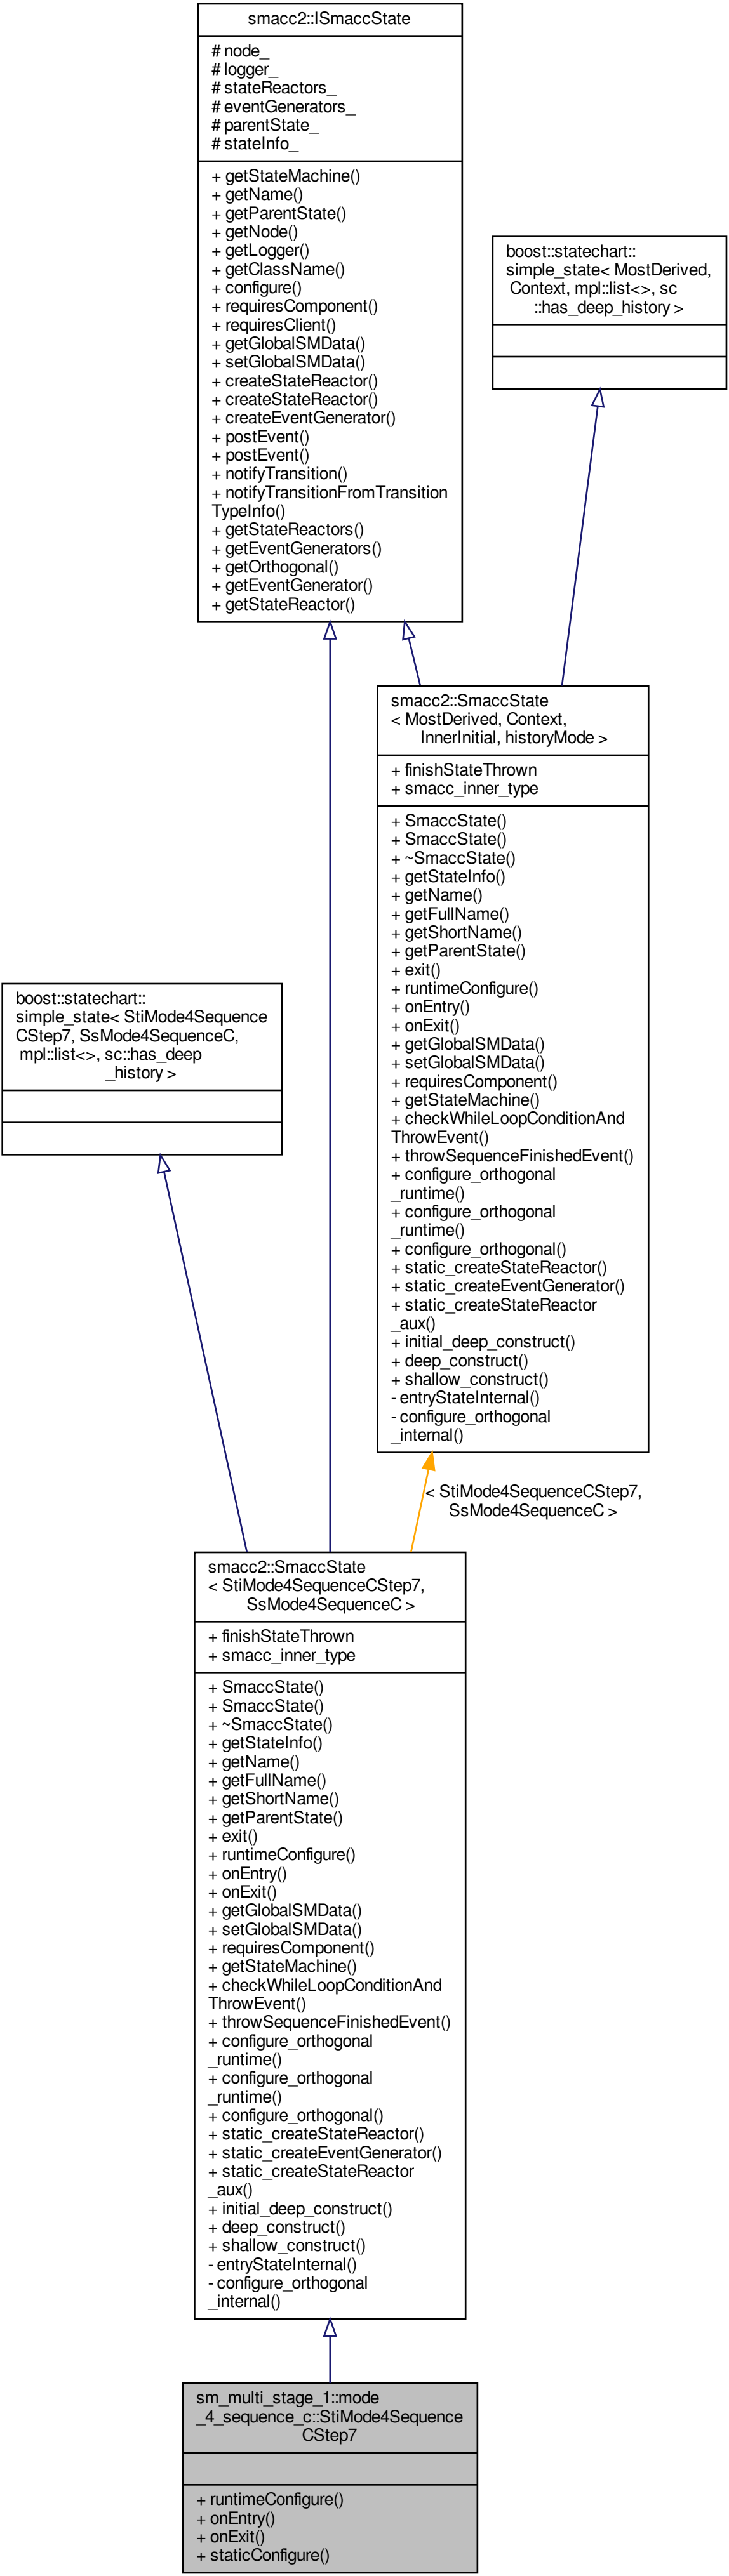 smacc2::ISmaccState
# node_
# logger_
# stateReactors_
# eventGenerators_
# parentState_
# stateInfo_
+ getStateMachine()
+ getName()
+ getParentState()
+ getNode()
+ getLogger()
+ getClassName()
+ configure()
+ requiresComponent()
+ requiresClient()
+ getGlobalSMData()
+ setGlobalSMData()
+ createStateReactor()
+ createStateReactor()
+ createEventGenerator()
+ postEvent()
+ postEvent()
+ notifyTransition()
+ notifyTransitionFromTransition
TypeInfo()
+ getStateReactors()
+ getEventGenerators()
+ getOrthogonal()
+ getEventGenerator()
+ getStateReactor()
boost::statechart::
simple_state< MostDerived,
Context, mpl::list<>, sc
::has_deep_history >
smacc2::SmaccState
< MostDerived, Context,
InnerInitial, historyMode >
+ finishStateThrown
+ smacc_inner_type
+ SmaccState()
+ SmaccState()
+ ~SmaccState()
+ getStateInfo()
+ getName()
+ getFullName()
+ getShortName()
+ getParentState()
+ exit()
+ runtimeConfigure()
+ onEntry()
+ onExit()
+ getGlobalSMData()
+ setGlobalSMData()
+ requiresComponent()
+ getStateMachine()
+ checkWhileLoopConditionAnd
ThrowEvent()
+ throwSequenceFinishedEvent()
+ configure_orthogonal
_runtime()
+ configure_orthogonal
_runtime()
+ configure_orthogonal()
+ static_createStateReactor()
+ static_createEventGenerator()
+ static_createStateReactor
_aux()
+ initial_deep_construct()
+ deep_construct()
+ shallow_construct()
- entryStateInternal()
- configure_orthogonal
_internal()
boost::statechart::
simple_state< StiMode4Sequence
CStep7, SsMode4SequenceC,
mpl::list<>, sc::has_deep
_history >
< StiMode4SequenceCStep7,
SsMode4SequenceC >
smacc2::SmaccState
< StiMode4SequenceCStep7,
SsMode4SequenceC >
+ finishStateThrown
+ smacc_inner_type
+ SmaccState()
+ SmaccState()
+ ~SmaccState()
+ getStateInfo()
+ getName()
+ getFullName()
+ getShortName()
+ getParentState()
+ exit()
+ runtimeConfigure()
+ onEntry()
+ onExit()
+ getGlobalSMData()
+ setGlobalSMData()
+ requiresComponent()
+ getStateMachine()
+ checkWhileLoopConditionAnd
ThrowEvent()
+ throwSequenceFinishedEvent()
+ configure_orthogonal
_runtime()
+ configure_orthogonal
_runtime()
+ configure_orthogonal()
+ static_createStateReactor()
+ static_createEventGenerator()
+ static_createStateReactor
_aux()
+ initial_deep_construct()
+ deep_construct()
+ shallow_construct()
- entryStateInternal()
- configure_orthogonal
_internal()
sm_multi_stage_1::mode
_4_sequence_c::StiMode4Sequence
CStep7
+ runtimeConfigure()
+ onEntry()
+ onExit()
+ staticConfigure()